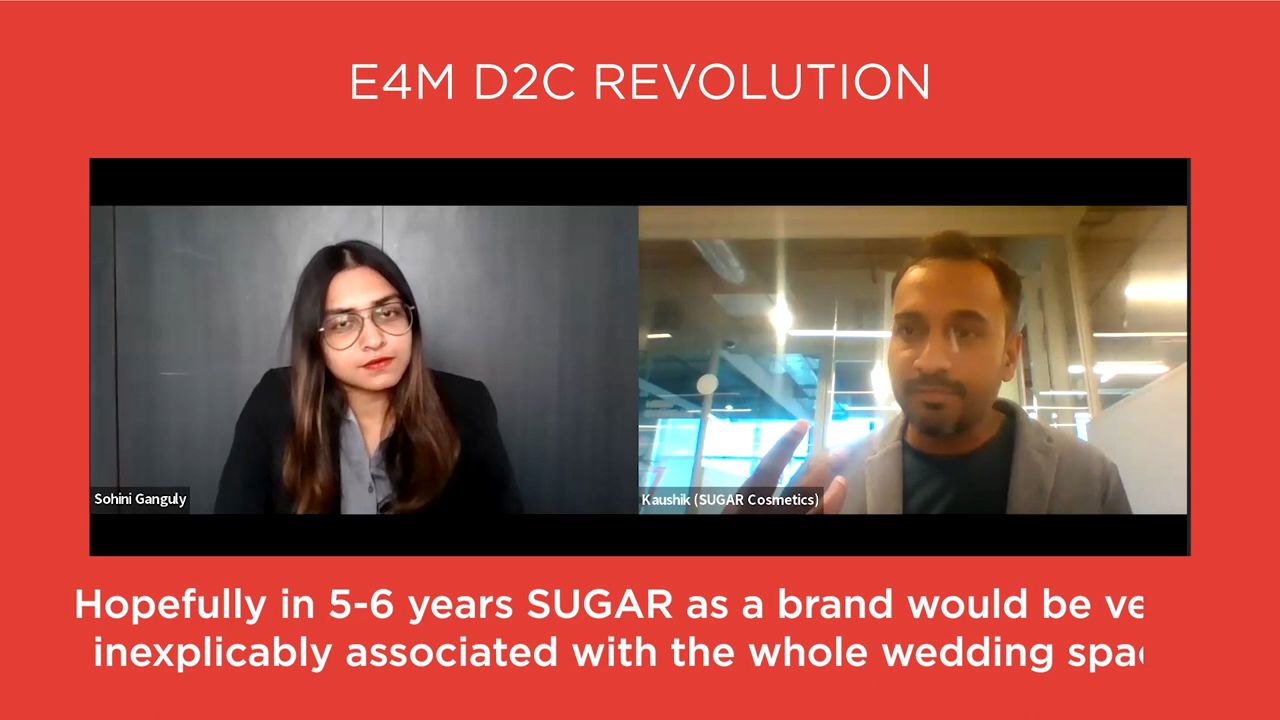 E4M D2C REVOLUTION
Sohini Ganguly
Kaushik (SUGAR Cosmetics)
Hopefully in 5-6 years SUGAR as a brand would be
inexplicably associated with the whole wedding